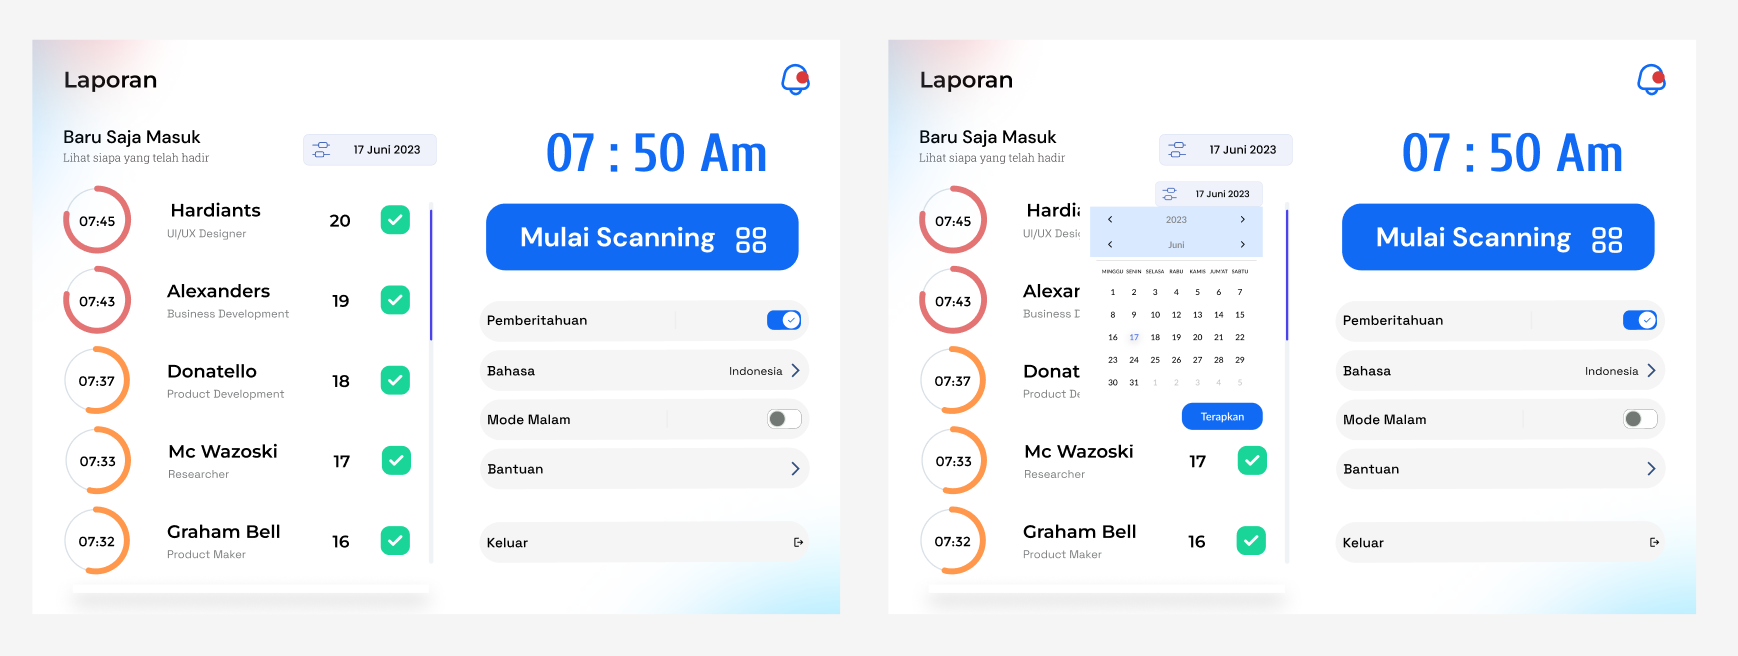 Laporan
Baru Saja Masuk
Lihat siapa yang telah hadir
17 Juni 2023
07:45
Hardiants
UI/UX Designer
20
07:43
Alexanders
Business Development
19
07:37
Donatello
Product Development
18
07:33
Mc Wazoski
Researcher
17
07:32
Graham Bell
Product Maker
16
07 : 50 Am
Mulai Scanning
Pemberitahuan
Bahasa
Indonesia
Mode Malam
Bantuan
Keluar
Laporan
Baru Saja Masuk
Lihat siapa yang telah hadir
17 Juni 2023
17 Juni 2023
2023
Juni
MINGGU SENIN SELASA RABU KAMIS JUM'AT SABTU
1 2 3 4 5 6 7
8 9 10 12 13 14 15
16 17 18 19 20 21 22
23 24 25 26 27 28 29
30 31 1 2 3 4 5
Terapkan
07:45
Hardi
UI/UX Desi
07:43
Alexar
Business D
07:37
Donat
Product De
07:33
Mc Wazoski
Researcher
17
07:32
Graham Bell
Product Maker
16
07 : 50 Am
Mulai Scanning
Pemberitahuan
Bahasa
Indonesia
Mode Malam
Bantuan
Keluar